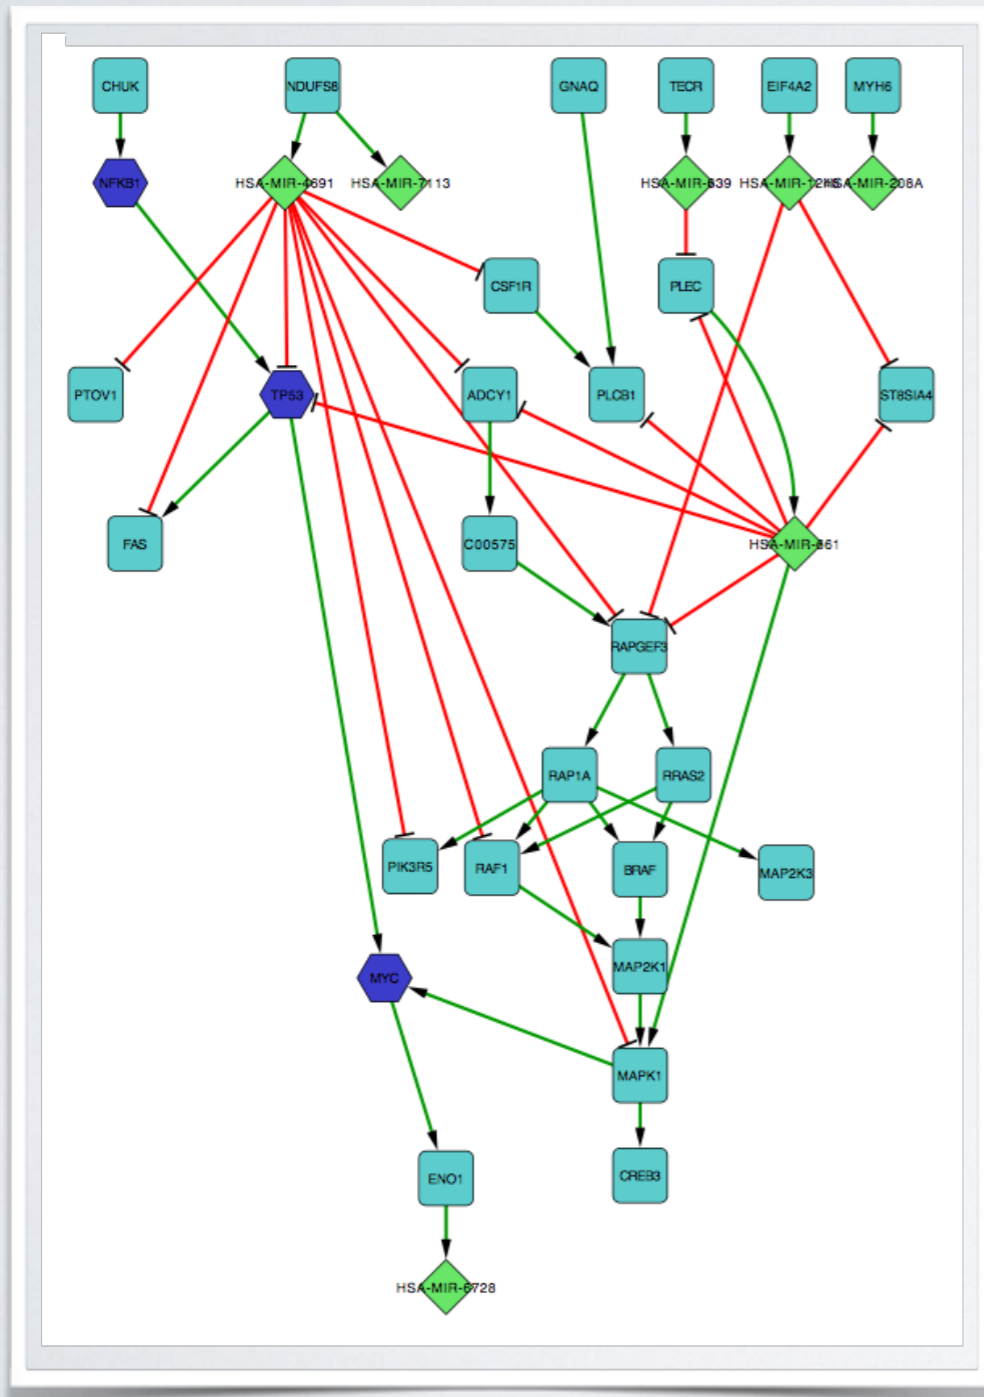 CHUK
NDUFS8
GNAQ
TECR
EIF4A2
MYH6
NFKB1
HSA-MIR-4691
HSA-MIR-7113
HSA-MIR-639
HSA-MIR-208A
CSF1R
PLEC
PTOV1
TP53
ADCY1
PLCB1
ST8SIA4
FAS
C00575
HSA-MIR-661
RAPGEF3
RAP1A
RRAS2
PIK3R5
RAF1
BRAF
MAP2K3
MAP2K1
MYC
MAPK1
ENO1
CREB3
HSA-MIR-6728